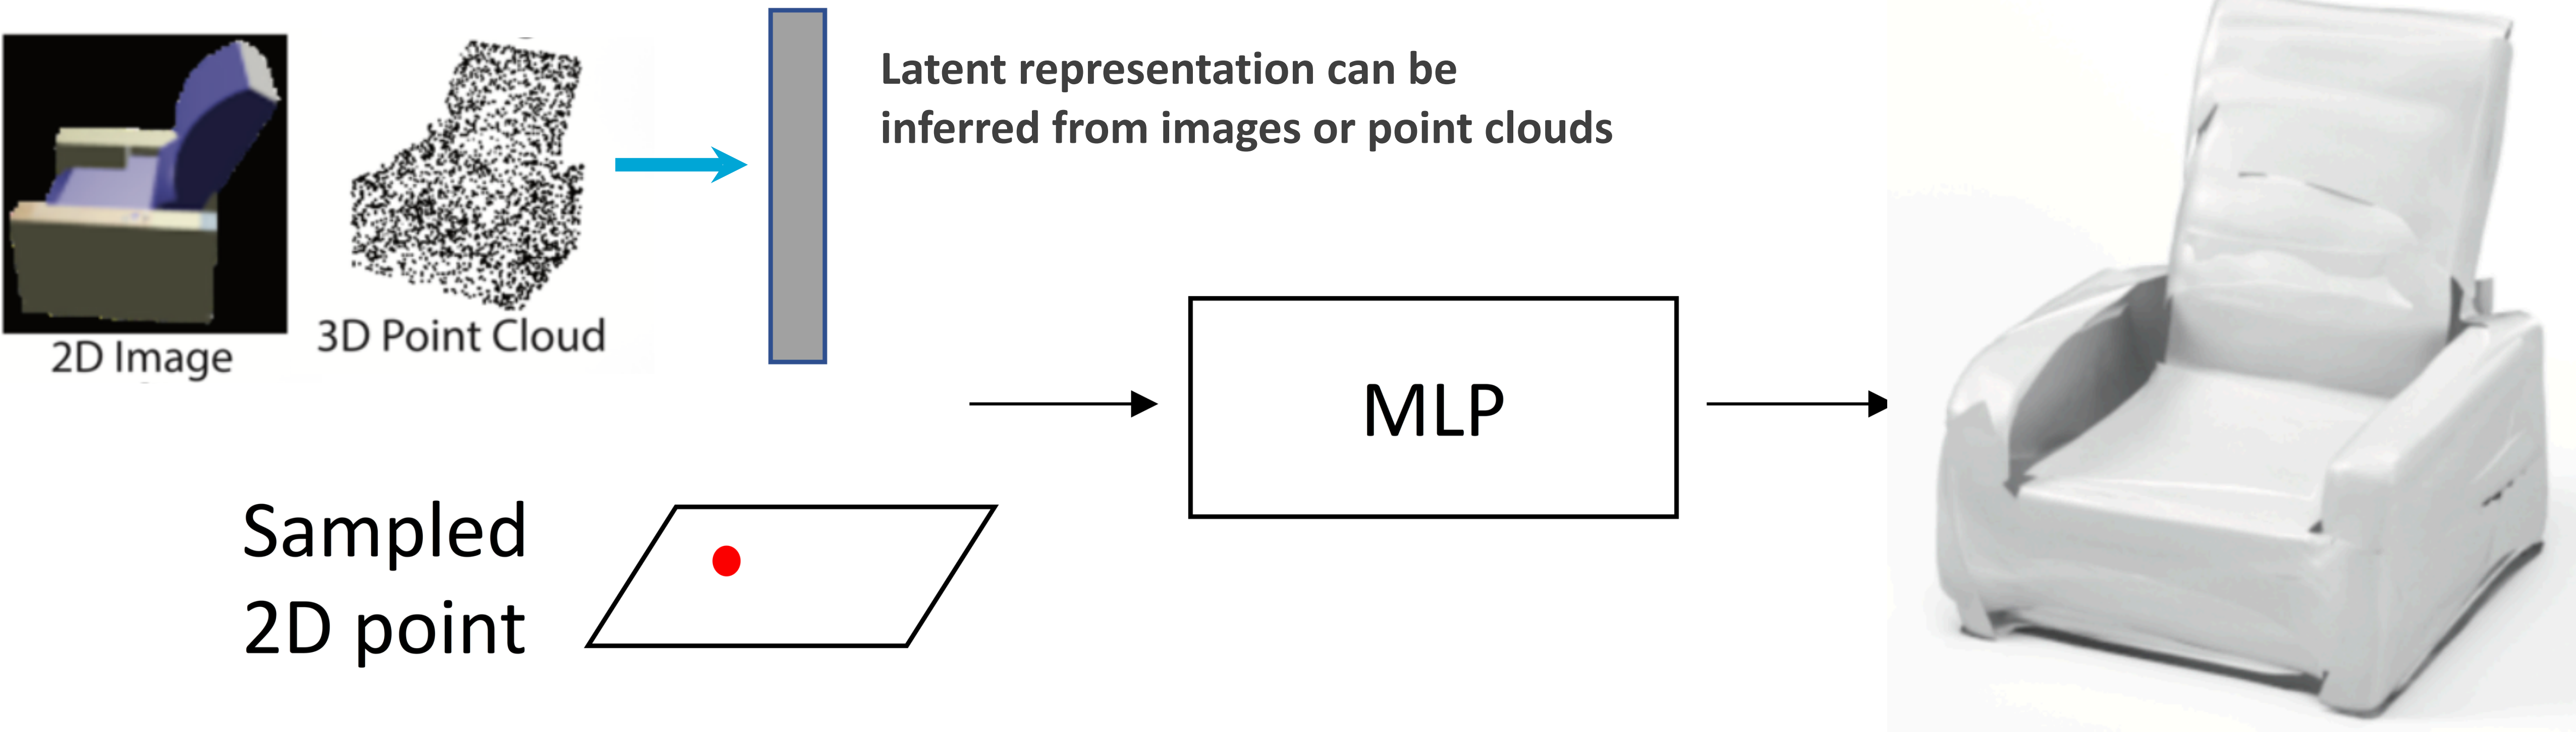 2D Image
3D Point Cloud
Latent representation can be
inferred from images or point clouds
MLP
Sampled
2D point